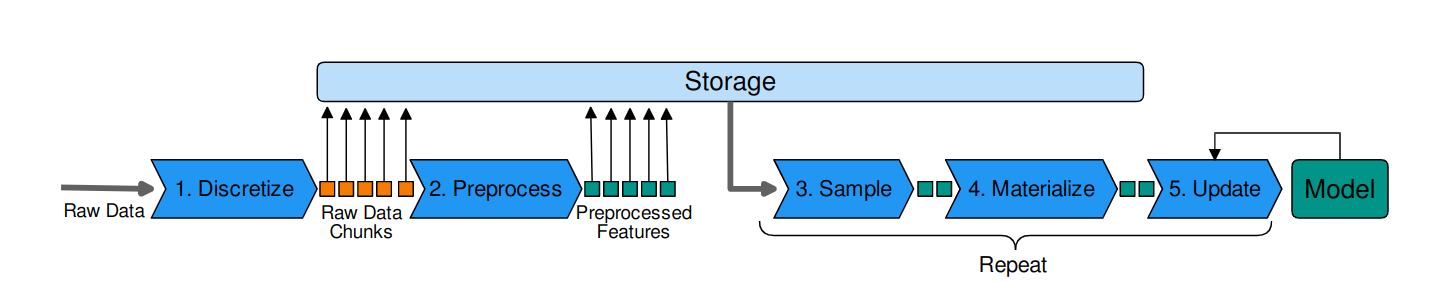 Storage
1. Discretize
2. Preprocess
3. Sample
4. Materialize
5. Update
Model
Raw Data
Raw Data
Chunks
Preprocessed
Features
Repeat